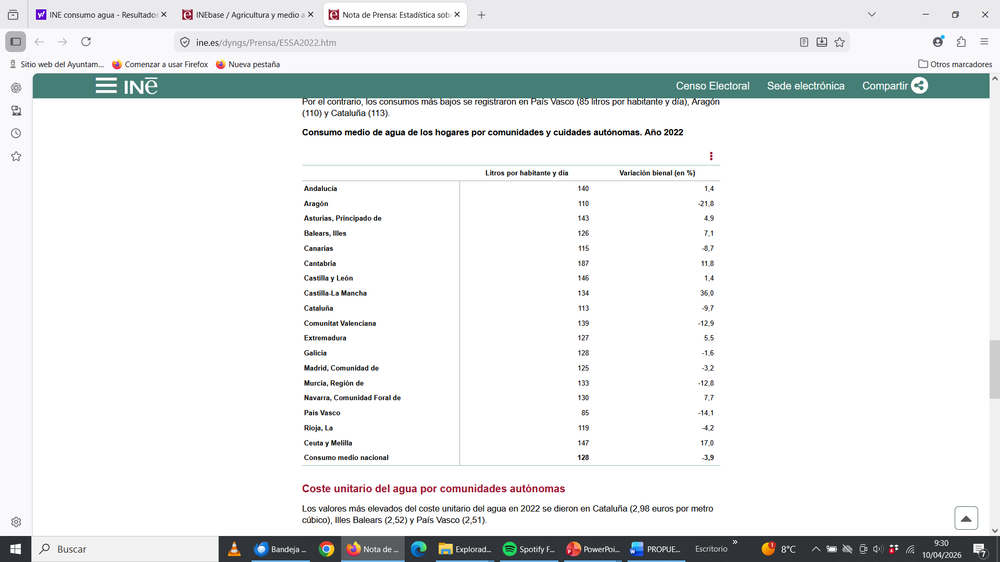 INE consumo agua - Resultados
INEbase / Agricultura y medio a
Nota de Prensa: Estadística sob
ine.es/dyngs/Prensa/ESSA2022.htm
Sitio web del Ayuntam...
Comenzar a usar Firefox
Nueva pestaña
Otros marcadores
INe
Censo Electoral
Sede electrónica
Compartir
Por el contrario, los consumos más bajos se registraron en País Vasco (85 litros por habitante y día), Aragón
(110) y Cataluña (113).
Consumo medio de agua de los hogares por comunidades y cuidades autónomas. Año 2022
Litros por habitante y día Variación bienal (en %)
Andalucía 140 1,4
Aragón 110 -21,8
Asturias, Principado de 143 4,9
Balears, Illes 126 7,1
Canarias 115 -8,7
Cantabria 187 11,8
Castilla y León 146 1,4
Castilla-La Mancha 134 36,0
Cataluña 113 -9,7
Comunitat Valenciana 139 -12,9
Extremadura 127 5,5
Galicia 128 -1,6
Madrid, Comunidad de 125 -3,2
Murcia, Región de 133 -12,8
Navarra, Comunidad Foral de 130 7,7
País Vasco 85 -14,1
Rioja, La 119 -4,2
Ceuta y Melilla 147 17,0
Consumo medio nacional 128 -3,9
Coste unitario del agua por comunidades autónomas
Los valores más elevados del coste unitario del agua en 2022 se dieron en Cataluña (2,98 euros por metro
cúbico), Illes Balears (2,52) y País Vasco (2,51).
Buscar
Bandeja ...
Nota de ...
Explorad...
Spotify F...
PowerPoi...
PROPUE...
Escritorio
1
8°C
6
9:30
10/04/2026
7